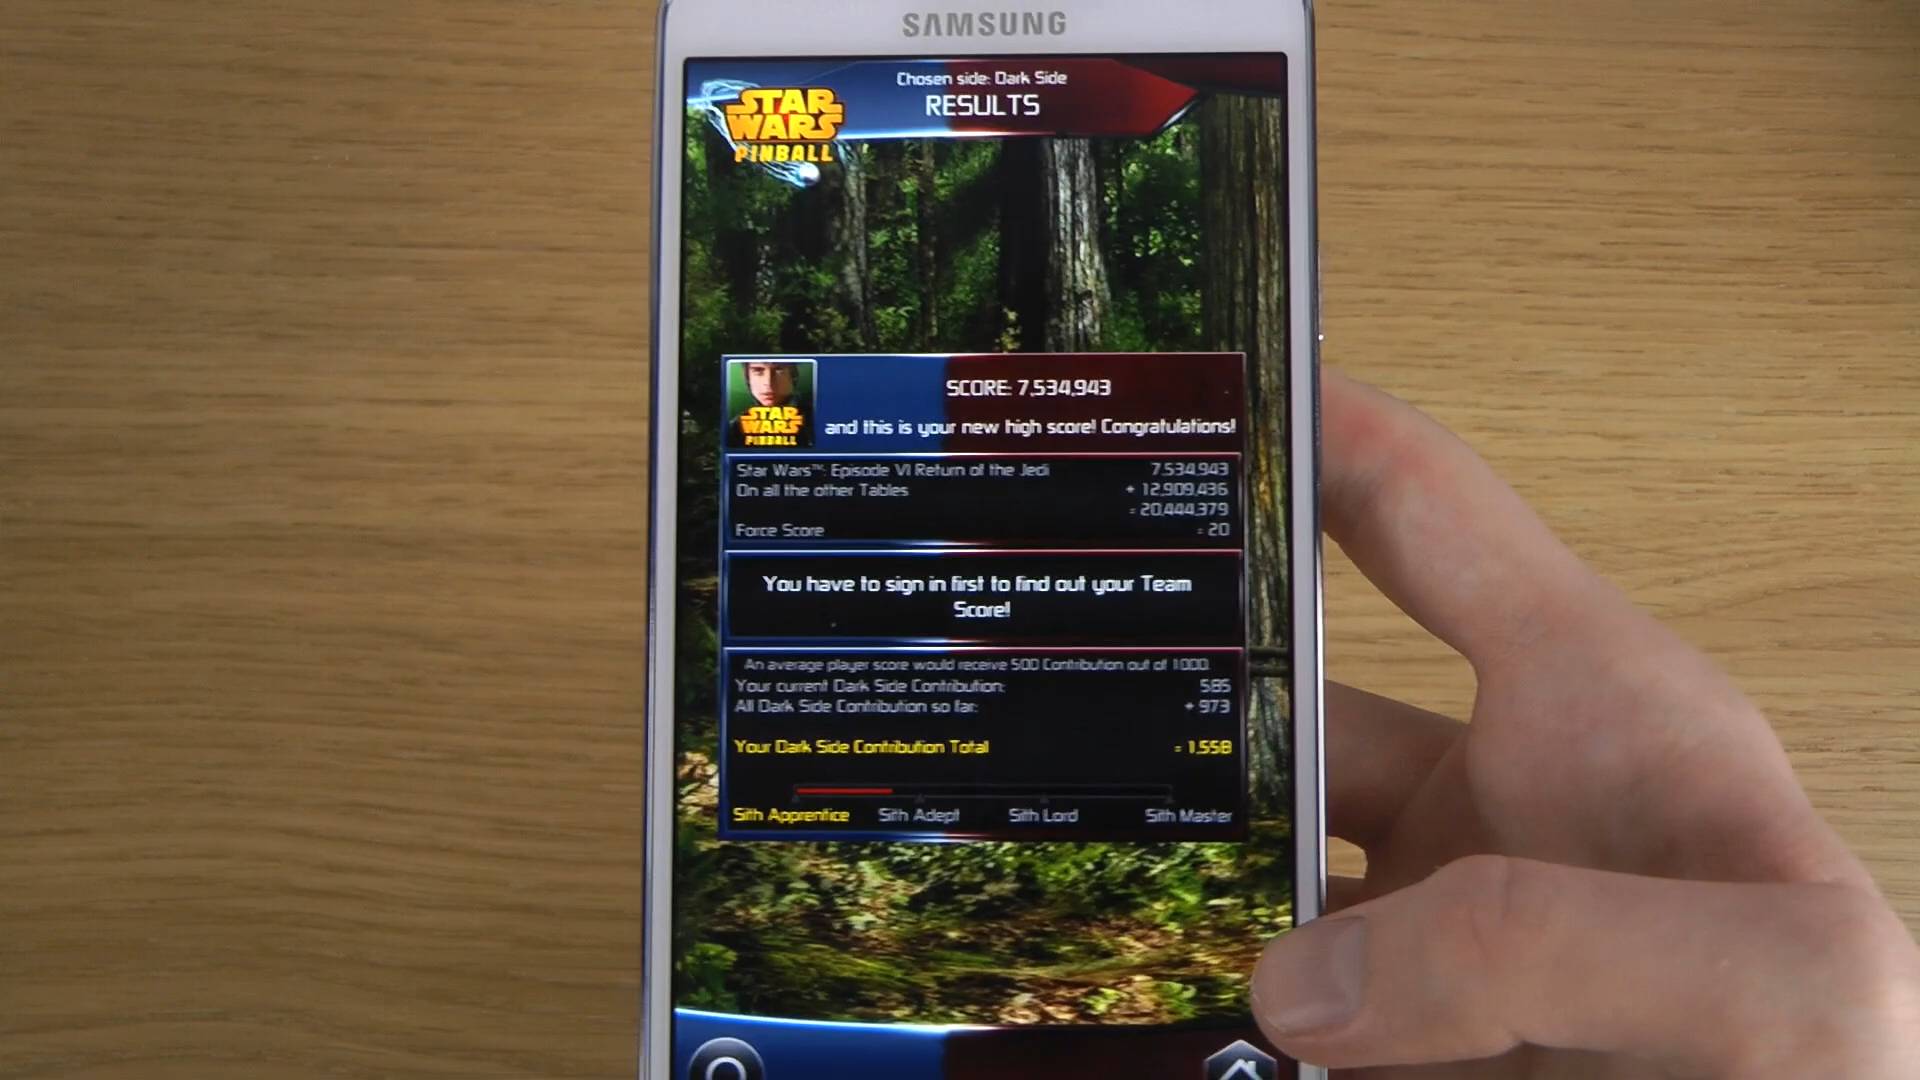 SAMSUNG
Chosen side: Dark Side
RESULTS
STAR
WARS
PINBALL
SCORE: 7,534,943
and this is your new high score! Congratulations!
STAR
WARS
PINBALL
Star Wars™: Episode VI Return of the Jedi 7,534,943
On all the other Tables + 12,909,436
= 20,444,379
Force Score = 20
You have to sign in first to find out your Team
Score!
An average player score would receive 500 Contribution out of 1000.
Your current Dark Side Contribution: 585
All Dark Side Contribution so far: + 973
Your Dark Side Contribution Total = 1,558
Sith Apprentice Sith Adept Sith Lord Sith Master